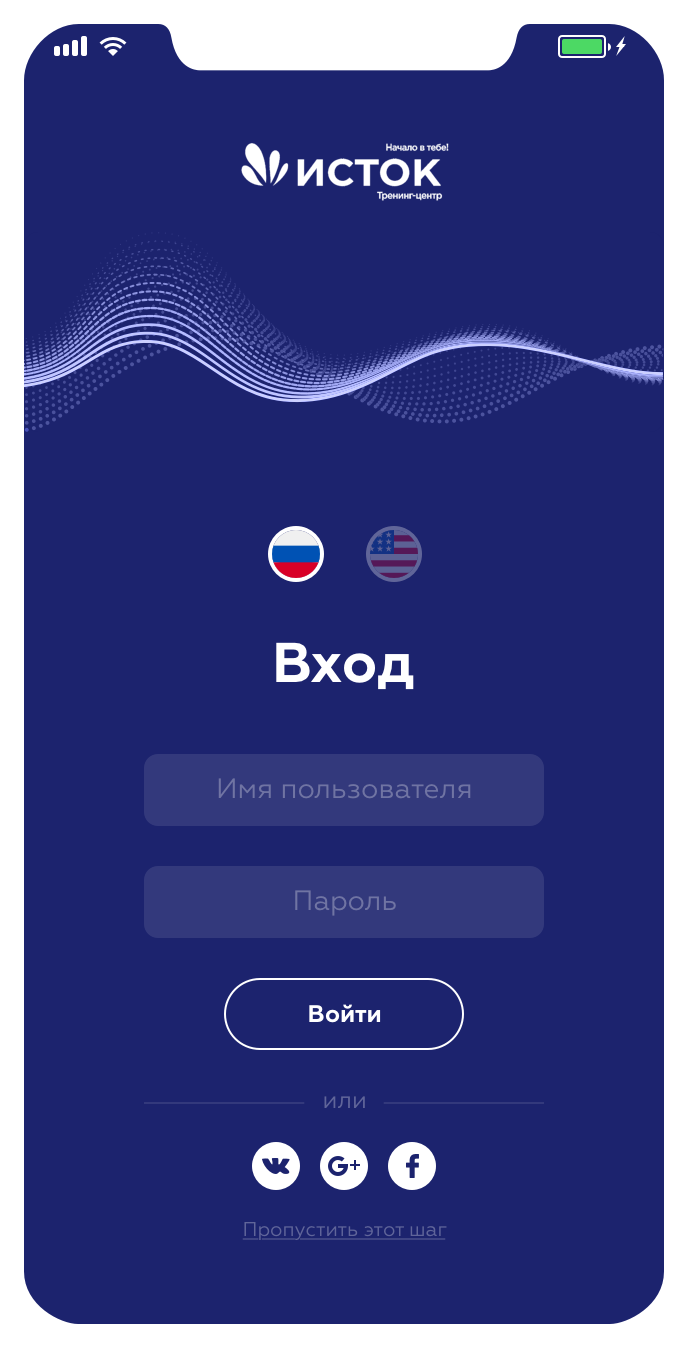 Начало в тебе!
ИСТОК
Тренинг-центр
Вход
Имя пользователя
Пароль
Войти
или
G+
f
Пропустить этот шаг